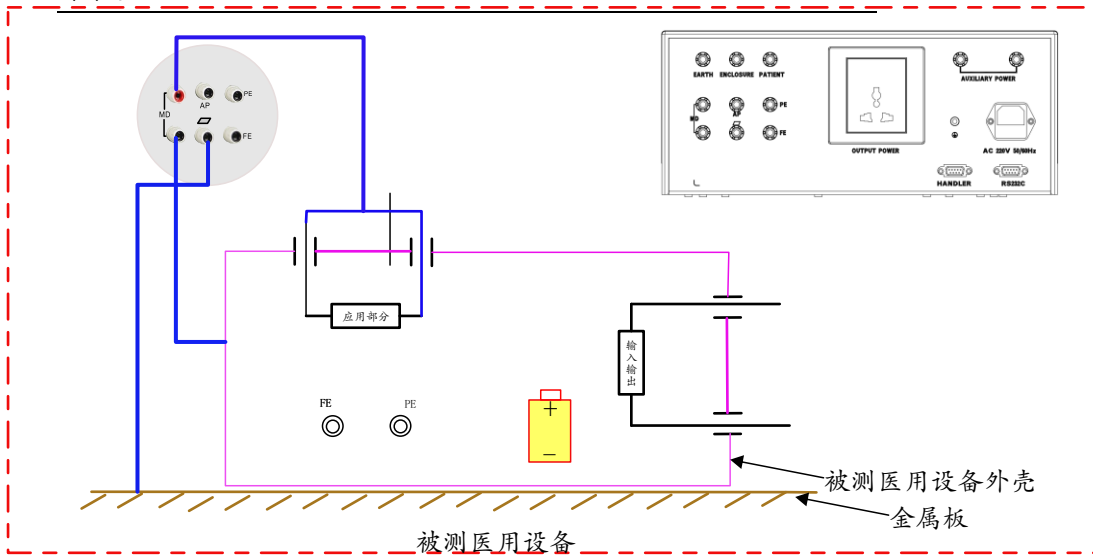 MD
AP
PE
FE
EARTH
ENCLOSURE
PATIENT
MD
AP
PE
FE
OUTPUT POWER
AUXILIARY POWER
AC 220V 50/60Hz
HANDLER
RS232C
应用部分
输入输出
FE
PE
+
−
被测医用设备外壳
金属板
被测医用设备